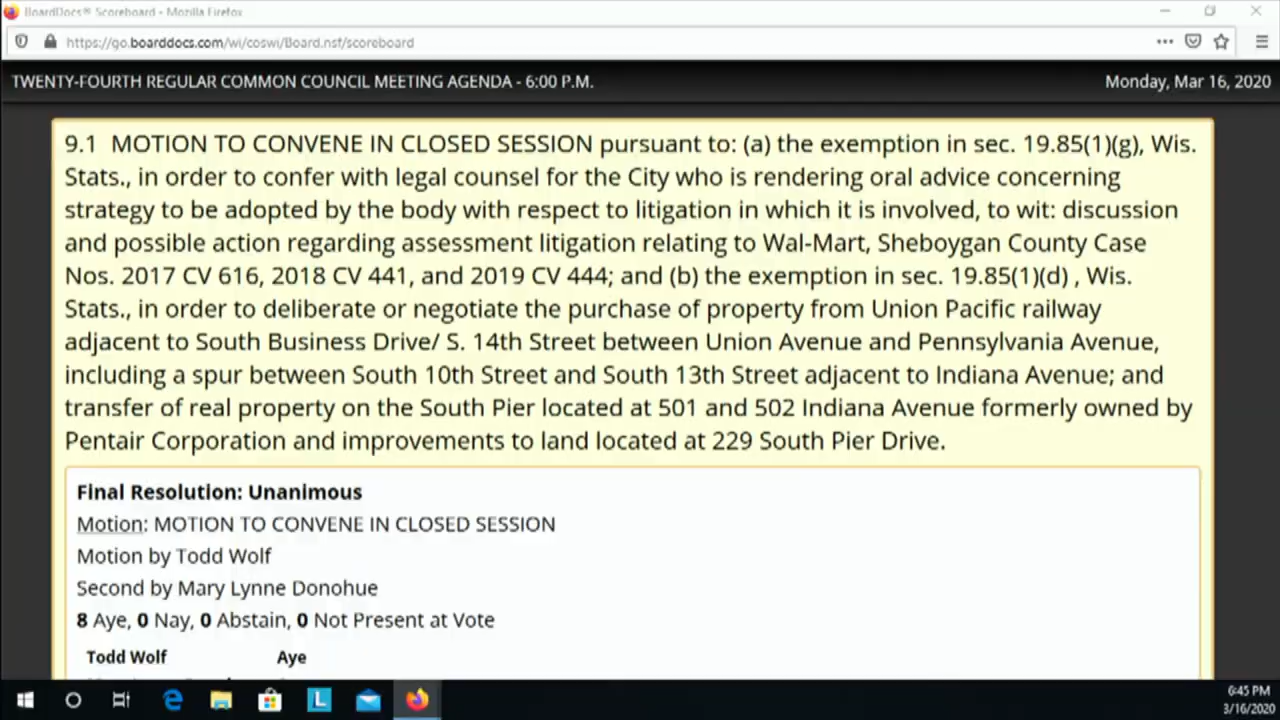 BoardDocs® Scoreboard - Mozilla Firefox
https://go.boarddocs.com/wi/coswi/Board.nsf/scoreboard
TWENTY-FOURTH REGULAR COMMON COUNCIL MEETING AGENDA - 6:00 P.M. Monday, Mar 16, 2020
9.1 MOTION TO CONVENE IN CLOSED SESSION pursuant to: (a) the exemption in sec. 19.85(1)(g), Wis.
Stats., in order to confer with legal counsel for the City who is rendering oral advice concerning
strategy to be adopted by the body with respect to litigation in which it is involved, to wit: discussion
and possible action regarding assessment litigation relating to Wal-Mart, Sheboygan County Case
Nos. 2017 CV 616, 2018 CV 441, and 2019 CV 444; and (b) the exemption in sec. 19.85(1)(d) , Wis.
Stats., in order to deliberate or negotiate the purchase of property from Union Pacific railway
adjacent to South Business Drive/ S. 14th Street between Union Avenue and Pennsylvania Avenue,
including a spur between South 10th Street and South 13th Street adjacent to Indiana Avenue; and
transfer of real property on the South Pier located at 501 and 502 Indiana Avenue formerly owned by
Pentair Corporation and improvements to land located at 229 South Pier Drive.
Final Resolution: Unanimous
Motion: MOTION TO CONVENE IN CLOSED SESSION
Motion by Todd Wolf
Second by Mary Lynne Donohue
8 Aye, 0 Nay, 0 Abstain, 0 Not Present at Vote
Todd Wolf Aye
L
6:45 PM
3/16/2020